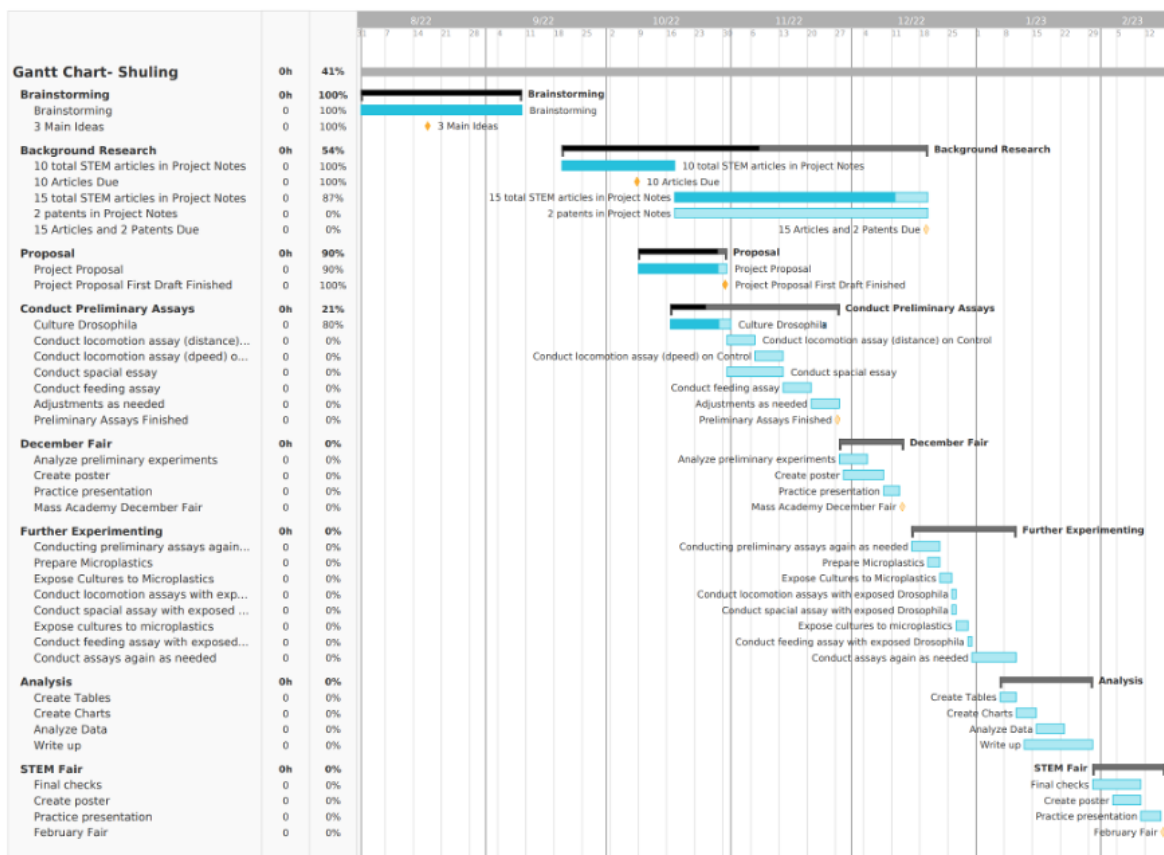 8/22 9/22 10/22 11/22 12/22 1/23 2/23
31 7 14 21 28 4 11 18 25 2 9 16 23 30 6 13 20 27 4 11 18 25 1 8 15 22 29 5 12
Gantt Chart- Shuling 0h 41%
Brainstorming 0h 100% Brainstorming
Brainstorming 0 100% Brainstorming
3 Main Ideas 0 100% 3 Main Ideas
Background Research 0h 54% Background Research
10 total STEM articles in Project Notes 0 100% 10 total STEM articles in Project Notes
10 Articles Due 0 100% 10 Articles Due
15 total STEM articles in Project Notes 0 87% 15 total STEM articles in Project Notes
2 patents in Project Notes 0 0% 2 patents in Project Notes
15 Articles and 2 Patents Due 0 0% 15 Articles and 2 Patents Due
Proposal 0h 90% Proposal
Project Proposal 0 90% Project Proposal
Project Proposal First Draft Finished 0 100% Project Proposal First Draft Finished
Conduct Preliminary Assays 0h 21% Conduct Preliminary Assays
Culture Drosophila 0 80% Culture Drosophila
Conduct locomotion assay (distance)... 0 0% Conduct locomotion assay (distance) on Control
Conduct locomotion assay (dpeed) o... 0 0% Conduct locomotion assay (dpeed) on Control
Conduct spacial essay 0 0% Conduct spacial essay
Conduct feeding assay 0 0% Conduct feeding assay
Adjustments as needed 0 0% Adjustments as needed
Preliminary Assays Finished 0 0% Preliminary Assays Finished
December Fair 0h 0% December Fair
Analyze preliminary experiments 0 0% Analyze preliminary experiments
Create poster 0 0% Create poster
Practice presentation 0 0% Practice presentation
Mass Academy December Fair 0 0% Mass Academy December Fair
Further Experimenting 0h 0% Further Experimenting
Conducting preliminary assays again... 0 0% Conducting preliminary assays again as needed
Prepare Microplastics 0 0% Prepare Microplastics
Expose Cultures to Microplastics 0 0% Expose Cultures to Microplastics
Conduct locomotion assays with exp... 0 0% Conduct locomotion assays with exposed Drosophila
Conduct spacial assay with exposed ... 0 0% Conduct spacial assay with exposed Drosophila
Expose cultures to microplastics 0 0% Expose cultures to microplastics
Conduct feeding assay with exposed... 0 0% Conduct feeding assay with exposed Drosophila
Conduct assays again as needed 0 0% Conduct assays again as needed
Analysis 0h 0% Analysis
Create Tables 0 0% Create Tables
Create Charts 0 0% Create Charts
Analyze Data 0 0% Analyze Data
Write up 0 0% Write up
STEM Fair 0h 0% STEM Fair
Final checks 0 0% Final checks
Create poster 0 0% Create poster
Practice presentation 0 0% Practice presentation
February Fair 0 0% February Fair